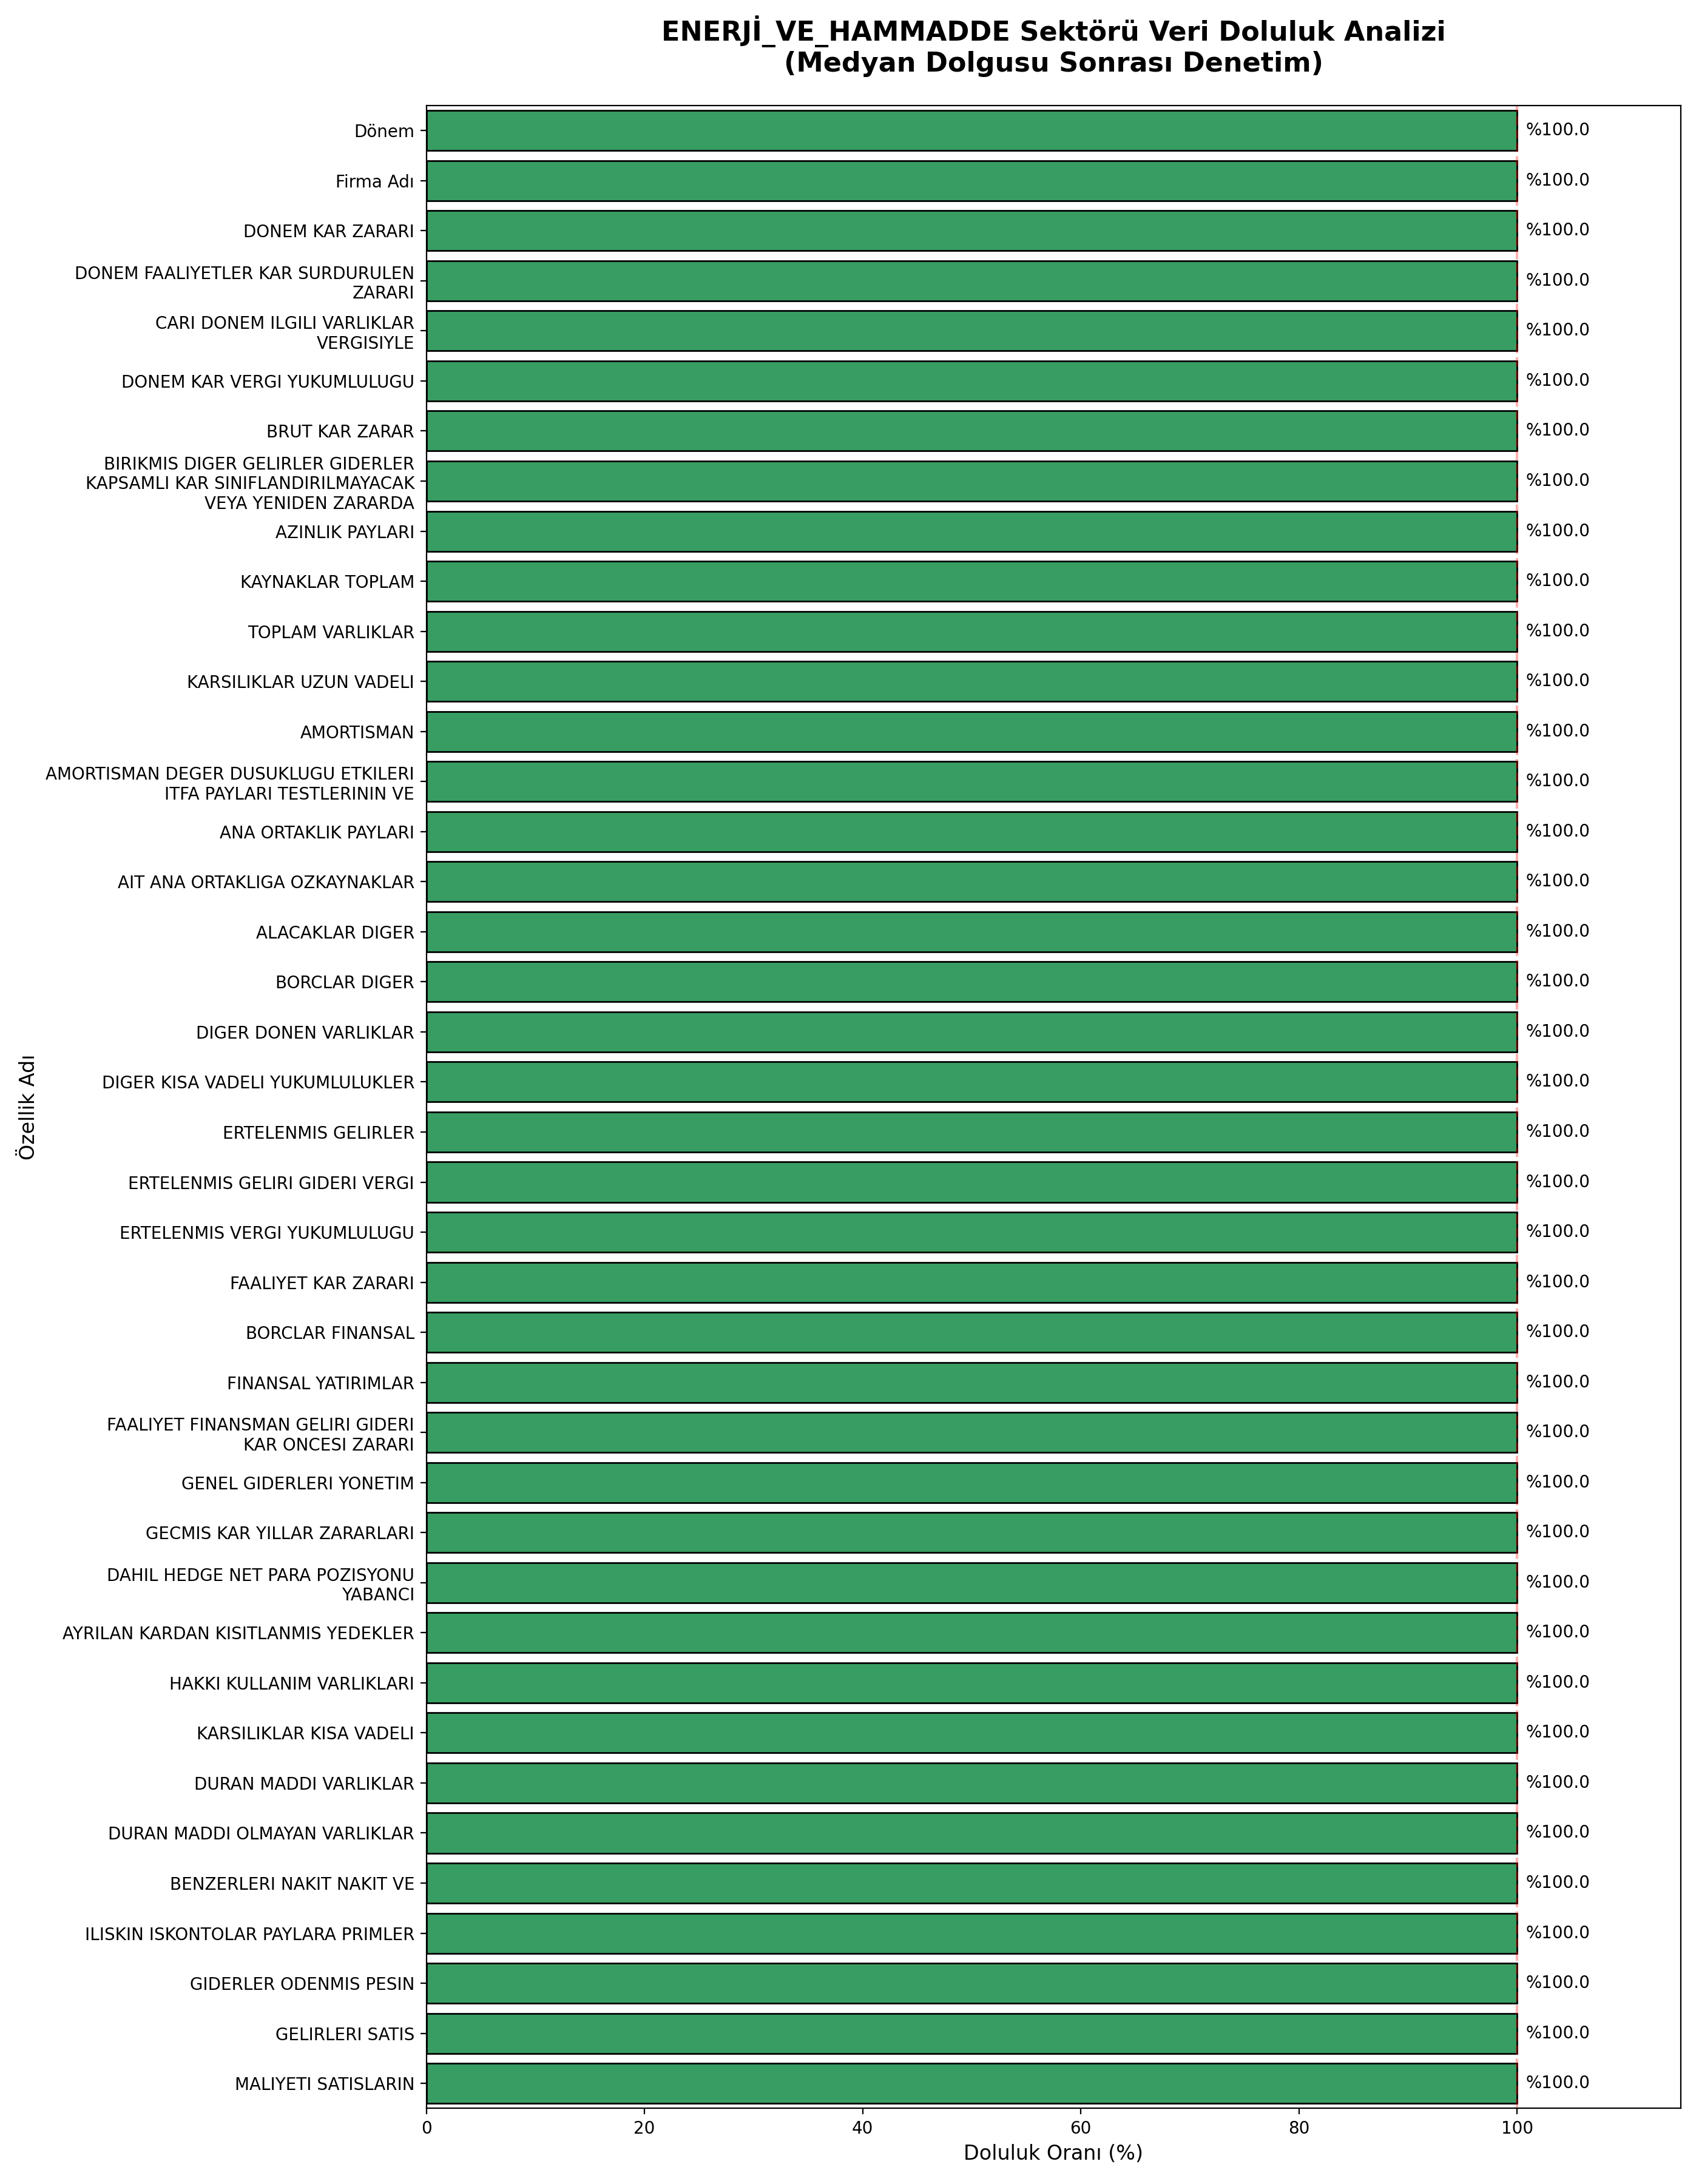 ENERJİ_VE_HAMMADDE Sektörü Veri Doluluk Analizi
(Medyan Dolgusu Sonrası Denetim)
Dönem %100.0
Firma Adı %100.0
DONEM KAR ZARARI %100.0
DONEM FAALIYETLER KAR SURDURULEN
ZARARI %100.0
CARI DONEM ILGILI VARLIKLAR
VERGISIYLE %100.0
DONEM KAR VERGI YUKUMLULUGU %100.0
BRUT KAR ZARAR %100.0
BIRIKMIS DIGER GELIRLER GIDERLER
KAPSAMLI KAR SINIFLANDIRILMAYACAK %100.0
VEYA YENIDEN ZARARDA
AZINLIK PAYLARI %100.0
KAYNAKLAR TOPLAM %100.0
TOPLAM VARLIKLAR %100.0
KARSILIKLAR UZUN VADELI %100.0
AMORTISMAN %100.0
AMORTISMAN DEGER DUSUKLUGU ETKILERI
ITFA PAYLARI TESTLERININ VE %100.0
ANA ORTAKLIK PAYLARI %100.0
AIT ANA ORTAKLIGA OZKAYNAKLAR %100.0
ALACAKLAR DIGER %100.0
BORCLAR DIGER %100.0
DIGER DONEN VARLIKLAR %100.0
DIGER KISA VADELI YUKUMLULUKLER %100.0
ERTELENMIS GELIRLER %100.0
ERTELENMIS GELIRI GIDERI VERGI %100.0
ERTELENMIS VERGI YUKUMLULUGU %100.0
FAALIYET KAR ZARARI %100.0
BORCLAR FINANSAL %100.0
FINANSAL YATIRIMLAR %100.0
FAALIYET FINANSMAN GELIRI GIDERI
KAR ONCESI ZARARI %100.0
GENEL GIDERLERI YONETIM %100.0
GECMIS KAR YILLAR ZARARLARI %100.0
DAHIL HEDGE NET PARA POZISYONU
YABANCI %100.0
AYRILAN KARDAN KISITLANMIS YEDEKLER %100.0
HAKKI KULLANIM VARLIKLARI %100.0
KARSILIKLAR KISA VADELI %100.0
DURAN MADDI VARLIKLAR %100.0
DURAN MADDI OLMAYAN VARLIKLAR %100.0
BENZERLERI NAKIT NAKIT VE %100.0
ILISKIN ISKONTOLAR PAYLARA PRIMLER %100.0
GIDERLER ODENMIS PESIN %100.0
GELIRLERI SATIS %100.0
MALIYETI SATISLARIN %100.0
Özellik Adı
0 20 40 60 80 100
Doluluk Oranı (%)